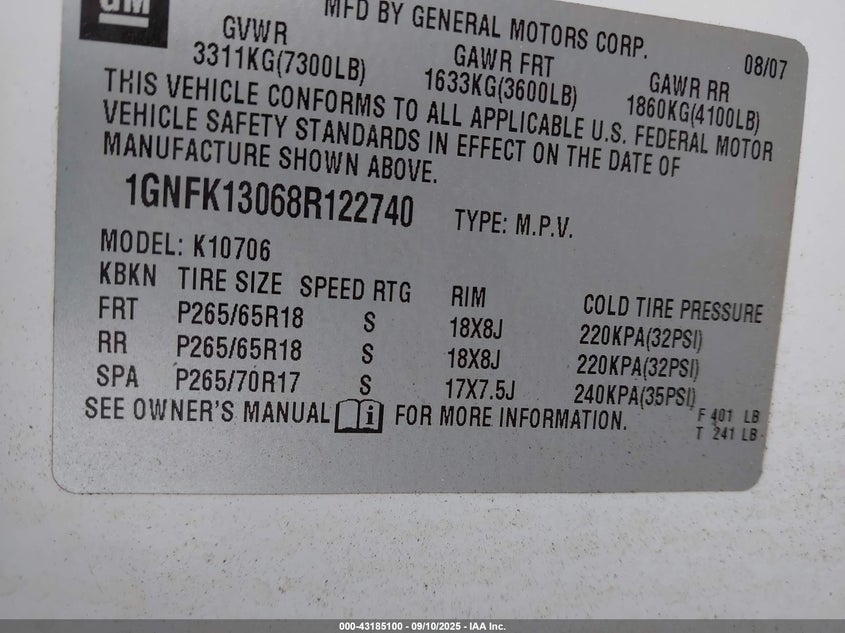 GM
MFD BY GENERAL MOTORS CORP.
08/07
GVWR GAWR FRT GAWR RR
3311KG(7300LB) 1633KG(3600LB) 1860KG(4100LB)
THIS VEHICLE CONFORMS TO ALL APPLICABLE U.S. FEDERAL MOTOR
VEHICLE SAFETY STANDARDS IN EFFECT ON THE DATE OF
MANUFACTURE SHOWN ABOVE.
1GNFK13068R122740 TYPE: M.P.V.
MODEL: K10706
KBKN TIRE SIZE SPEED RTG RIM COLD TIRE PRESSURE
FRT P265/65R18 S 18X8J 220KPA(32PSI)
RR P265/65R18 S 18X8J 220KPA(32PSI)
SPA P265/70R17 S 17X7.5J 240KPA(35PSI)
SEE OWNER'S MANUAL i FOR MORE INFORMATION.
F 401 LB
T 241 LB
000-43185100 - 09/10/2025 - IAA Inc.